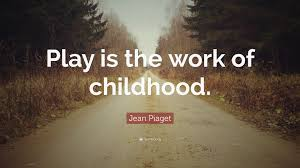 Play is the work of
childhood.
Jean Piaget